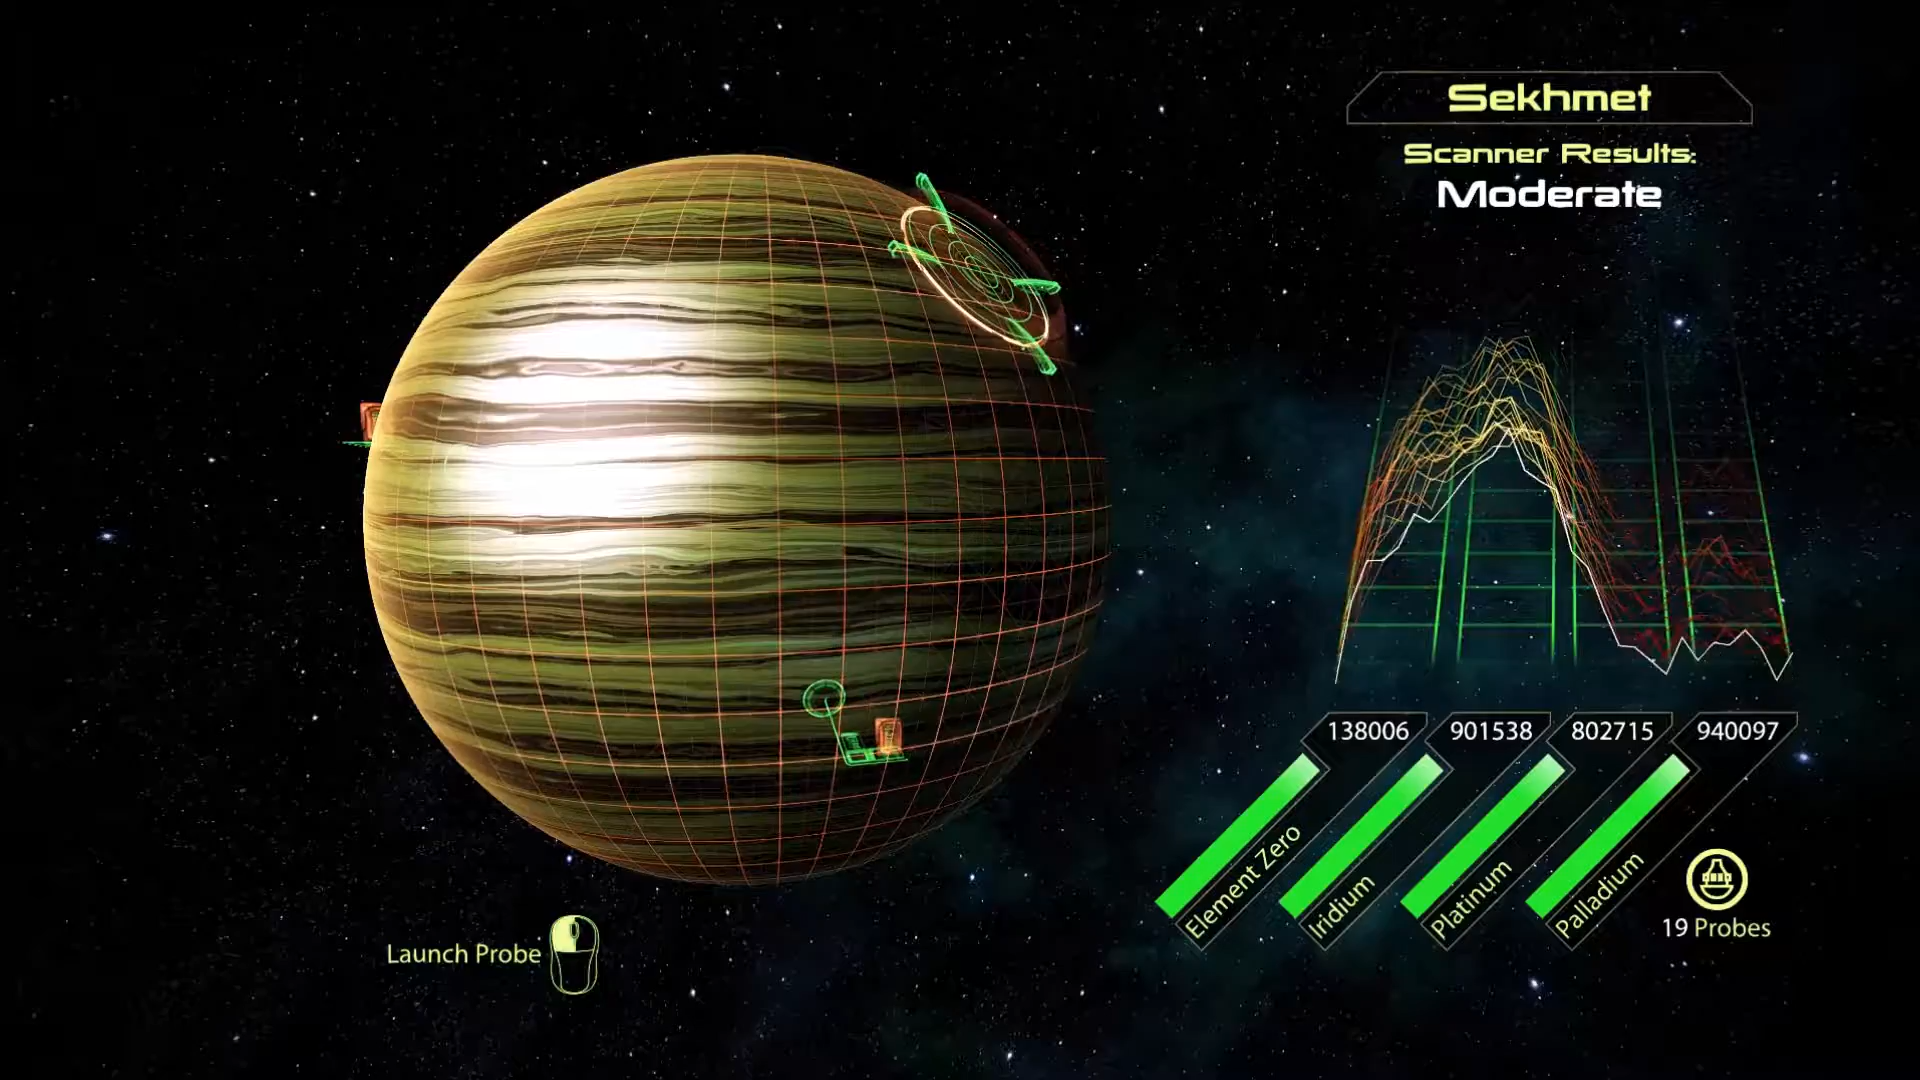 Sekhmet
Scanner Results:
Moderate
138006
901538
802715
940097
Element Zero
Iridium
Platinum
Palladium
19 Probes
Launch Probe